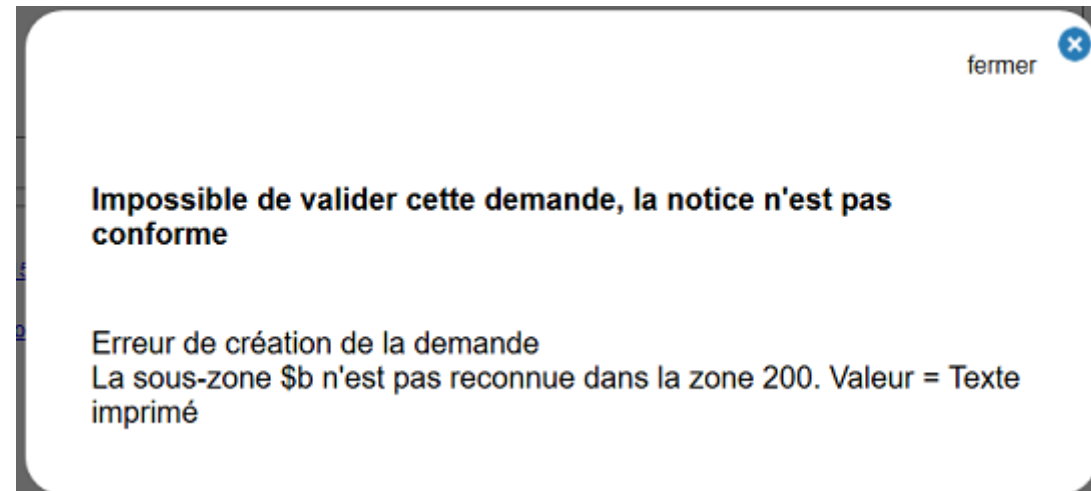 fermer
Impossible de valider cette demande, la notice n'est pas
conforme
Erreur de création de la demande
La sous-zone $b n'est pas reconnue dans la zone 200. Valeur = Texte
imprimé